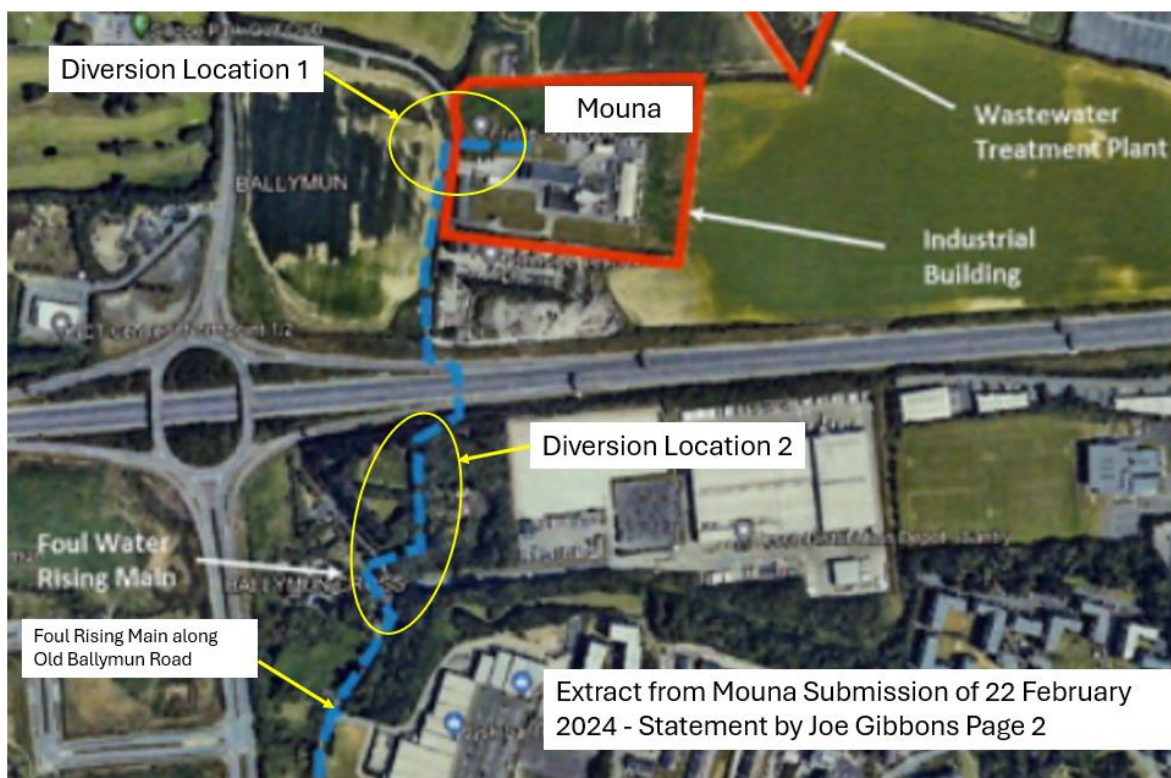 Diversion Location 1
Mouna
Wastewater
Treatment Plant
BALLYMUN
Industrial
Building
Diversion Location 2
Foul Water
Rising Main
Foul Rising Main along
Old Ballymun Road
Extract from Mouna Submission of 22 February
2024 - Statement by Joe Gibbons Page 2